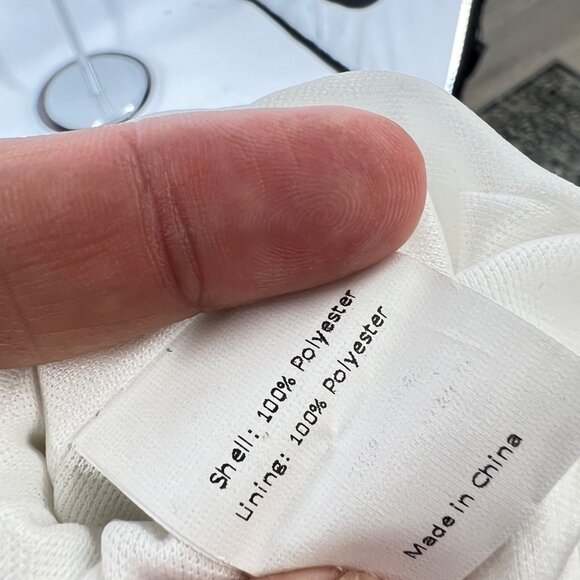 Shell: 100% Polyester
Lining: 100% Polyester
Made in China